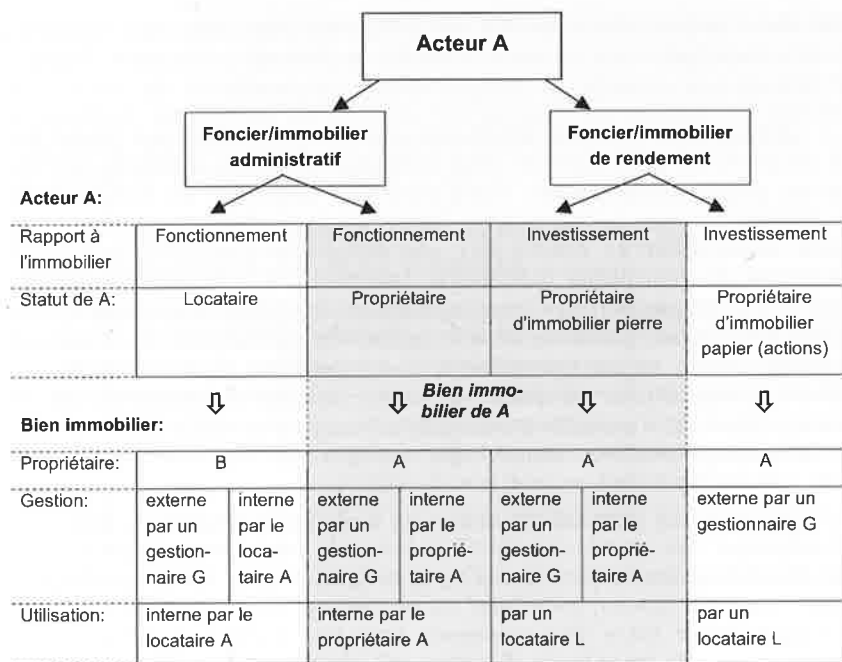 Acteur A
Foncier/immobilier
administratif
Foncier/immobilier
de rendement
Acteur A:
Rapport à
l'immobilier
Fonctionnement
Fonctionnement
Investissement
Investissement
Statut de A:
Locataire
Propriétaire
Propriétaire
d'immobilier pierre
Propriétaire
d'immobilier
papier (actions)
Bien immo-
bilier de A
Bien immobilier:
Propriétaire:
B
A
A
A
Gestion:
externe
par un
gestion-
naire G
interne
par le
loca-
taire A
externe
par un
gestion-
naire G
interne
par le
proprié-
taire A
externe
par un
gestion-
naire G
interne
par le
proprié-
taire A
externe par un
gestionnaire G
Utilisation:
interne par le
locataire A
interne par le
propriétaire A
par un
locataire L
par un
locataire L